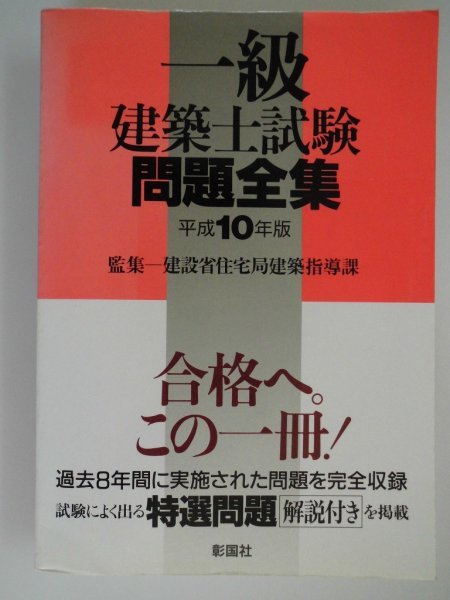 一級
建築士試験
問題全集
平成10年版
監集―建設省住宅局建築指導課
合格へ。
この一冊!
過去8年間に実施された問題を完全収録
試験によく出る特選問題解説付きを掲載
彰国社